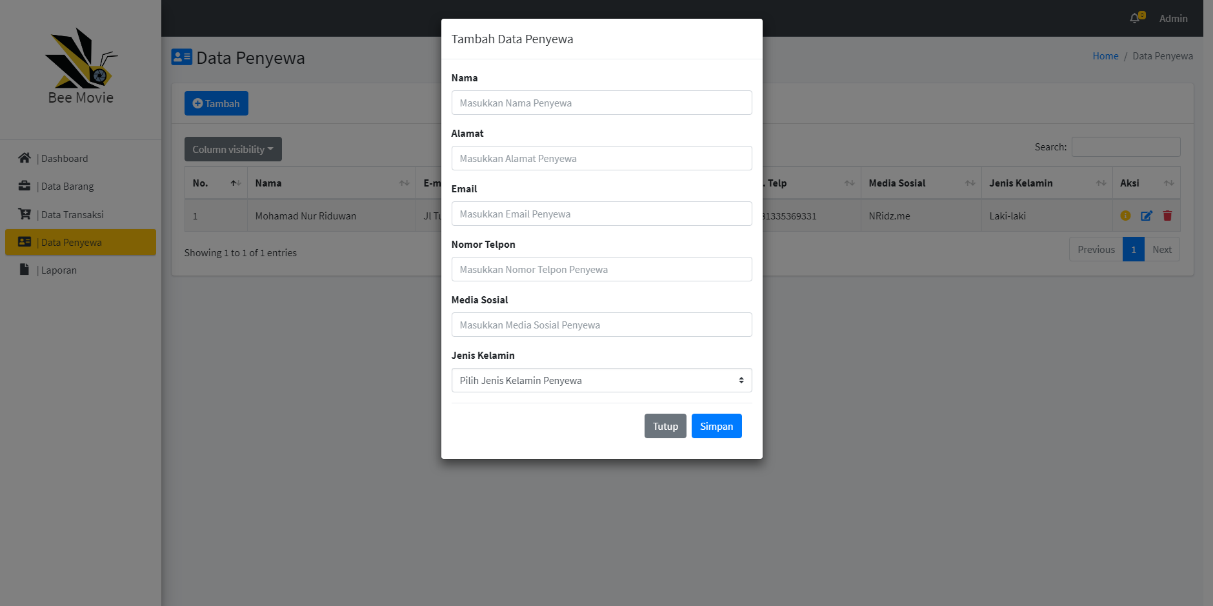 Admin
Bee Movie
| Dashboard
| Data Barang
| Data Transaksi
| Data Penyewa
| Laporan
Data Penyewa
Home / Data Penyewa
Tambah
Column visibility
Search:
No. Nama E-m . Telp Media Sosial Jenis Kelamin Aksi
1 Mohamad Nur Riduwan Jl Tu 1335369331 NRidz.me Laki-laki
Showing 1 to 1 of 1 entries
Previous 1 Next
Tambah Data Penyewa
Nama
Masukkan Nama Penyewa
Alamat
Masukkan Alamat Penyewa
Email
Masukkan Email Penyewa
Nomor Telpon
Masukkan Nomor Telpon Penyewa
Media Sosial
Masukkan Media Sosial Penyewa
Jenis Kelamin
Pilih Jenis Kelamin Penyewa
Tutup Simpan